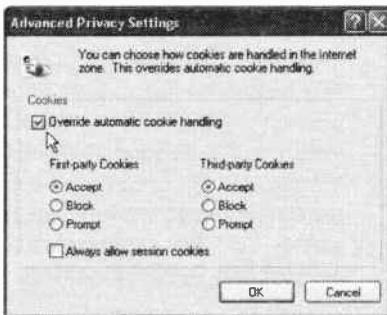 Advanced Privacy Settings
You can choose how cookies are handled in the Internet
zone. This overrides automatic cookie handling.
Cookies
Override automatic cookie handling
First-party Cookies Third-party Cookies
Accept Accept
Block Block
Prompt Prompt
Always allow session cookies
OK Cancel